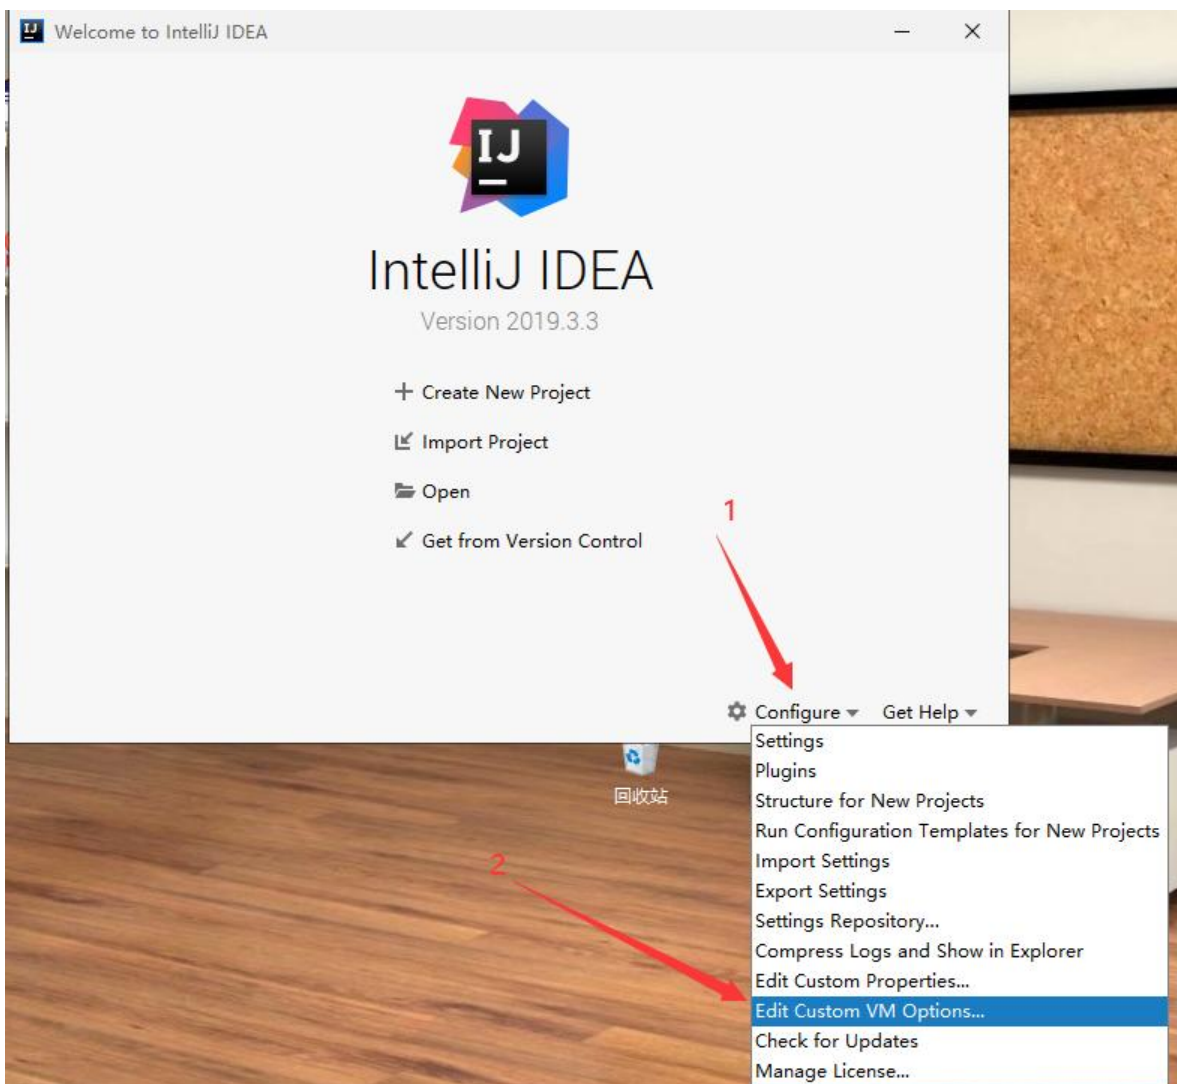 Welcome to IntelliJ IDEA
IJ
IntelliJ IDEA
Version 2019.3.3
Create New Project
Import Project
Open
Get from Version Control
1
Configure
Get Help
Settings
Plugins
Structure for New Projects
Run Configuration Templates for New Projects
Import Settings
Export Settings
Settings Repository...
Compress Logs and Show in Explorer
Edit Custom Properties...
Edit Custom VM Options...
Check for Updates
Manage License...
回收站
2